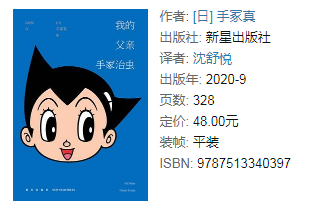 我的
父亲
手冢治虫
作者: [日] 手冢真
出版社: 新星出版社
译者: 沈舒悦
出版年: 2020-9
页数: 328
定价: 48.00元
装帧: 平装
ISBN: 9787513340397